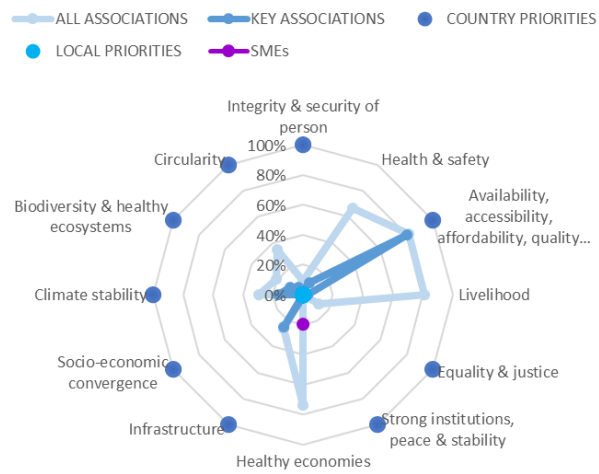 ALL ASSOCIATIONS
KEY ASSOCIATIONS
COUNTRY PRIORITIES
LOCAL PRIORITIES
SMEs
Integrity & security of
person
100%
80%
60%
40%
20%
0%
Health & safety
Availability,
accessibility,
affordability, quality...
Livelihood
Equality & justice
Strong institutions,
peace & stability
Healthy economies
Infrastructure
Socio-economic
convergence
Climate stability
Biodiversity & healthy
ecosystems
Circularity